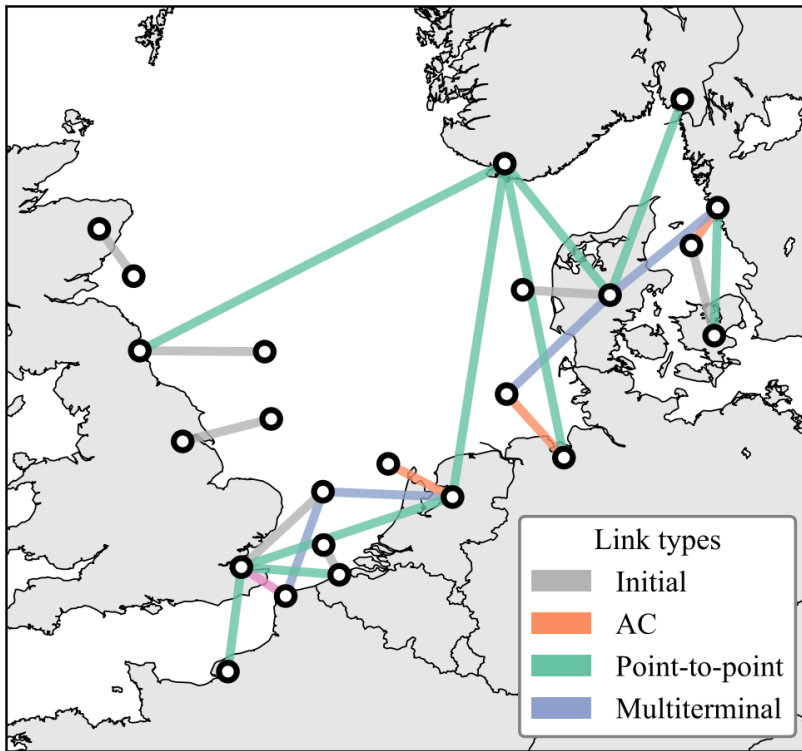 Link types
Initial
AC
Point-to-point
Multiterminal